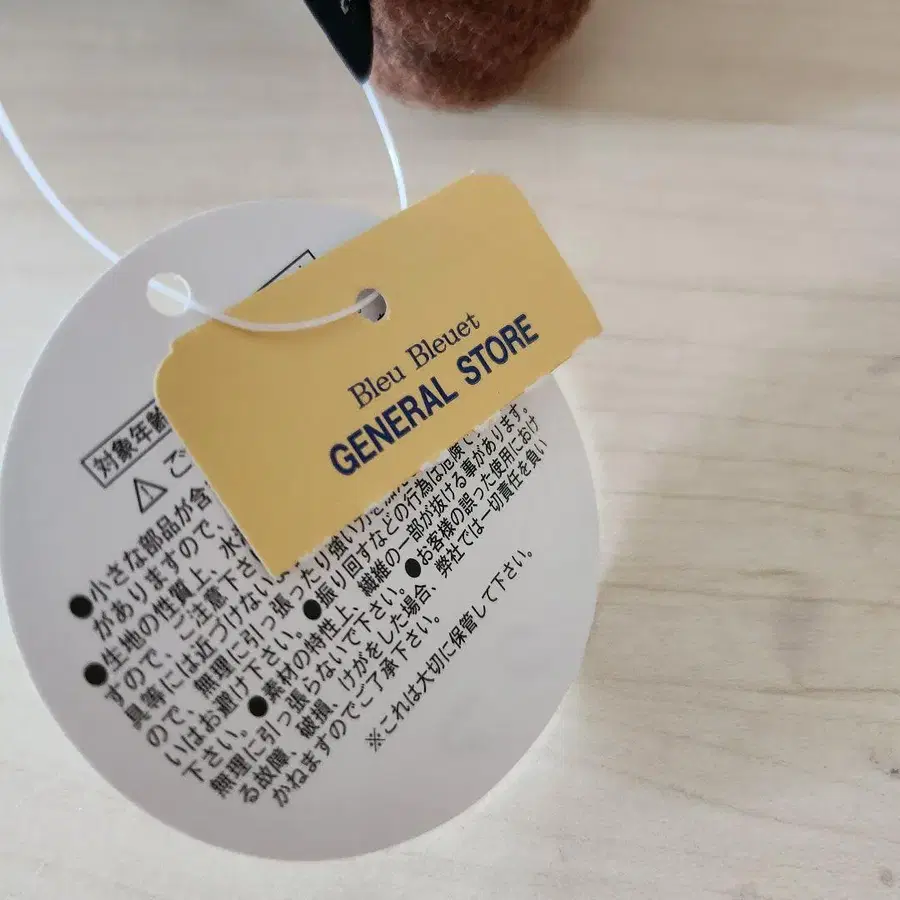 Bleu Bleuet
GENERAL STORE
対象年齢
⚠ご
●小さな部品が含
がありますので、
●生地の性質上、水
すので、ご注意下さ
具等には近づけない
ので、無理に引っ張ったり強い力を
いはお避け下さい。●振り回すなどの行為は危険で
下さい。●素材の特性上、繊維の一部が抜ける事があります。
無理に引っ張らないで下さい。●お客様の誤った使用におけ
る故障、破損、けがをした場合、弊社では一切責任を負い
かねますのでご了承下さい。
※これは大切に保管して下さい。